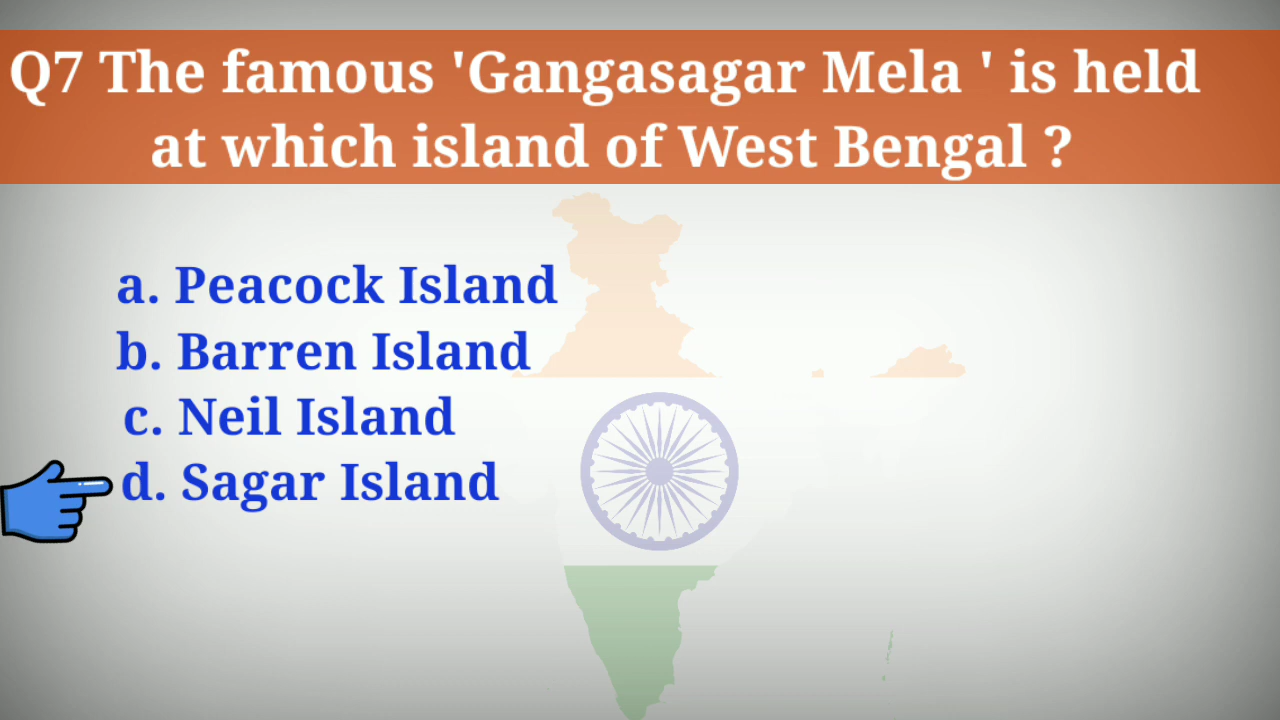 Q7 The famous 'Gangasagar Mela ' is held
at which island of West Bengal ?
a. Peacock Island
b. Barren Island
c. Neil Island
d. Sagar Island